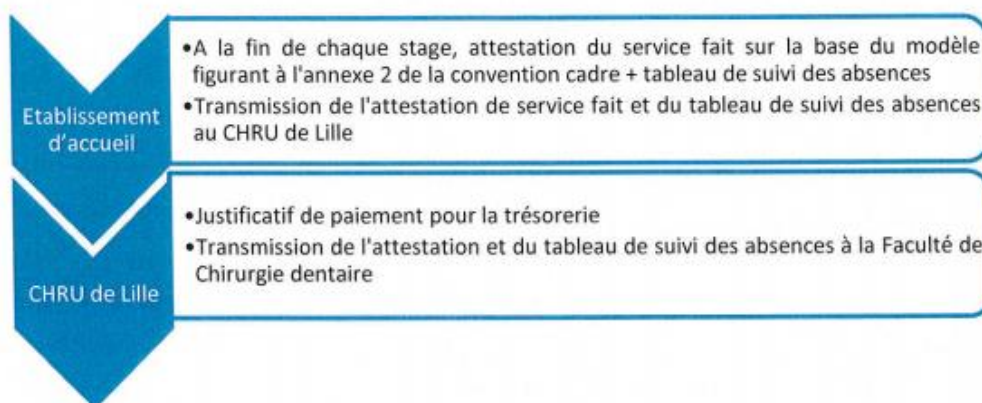 Etablissement
d'accueil
•A la fin de chaque stage, attestation du service fait sur la base du modèle
figurant à l'annexe 2 de la convention cadre + tableau de suivi des absences
•Transmission de l'attestation de service fait et du tableau de suivi des absences
au CHRU de Lille
CHRU de Lille
•Justificatif de paiement pour la trésorerie
•Transmission de l'attestation et du tableau de suivi des absences à la Faculté de
Chirurgie dentaire